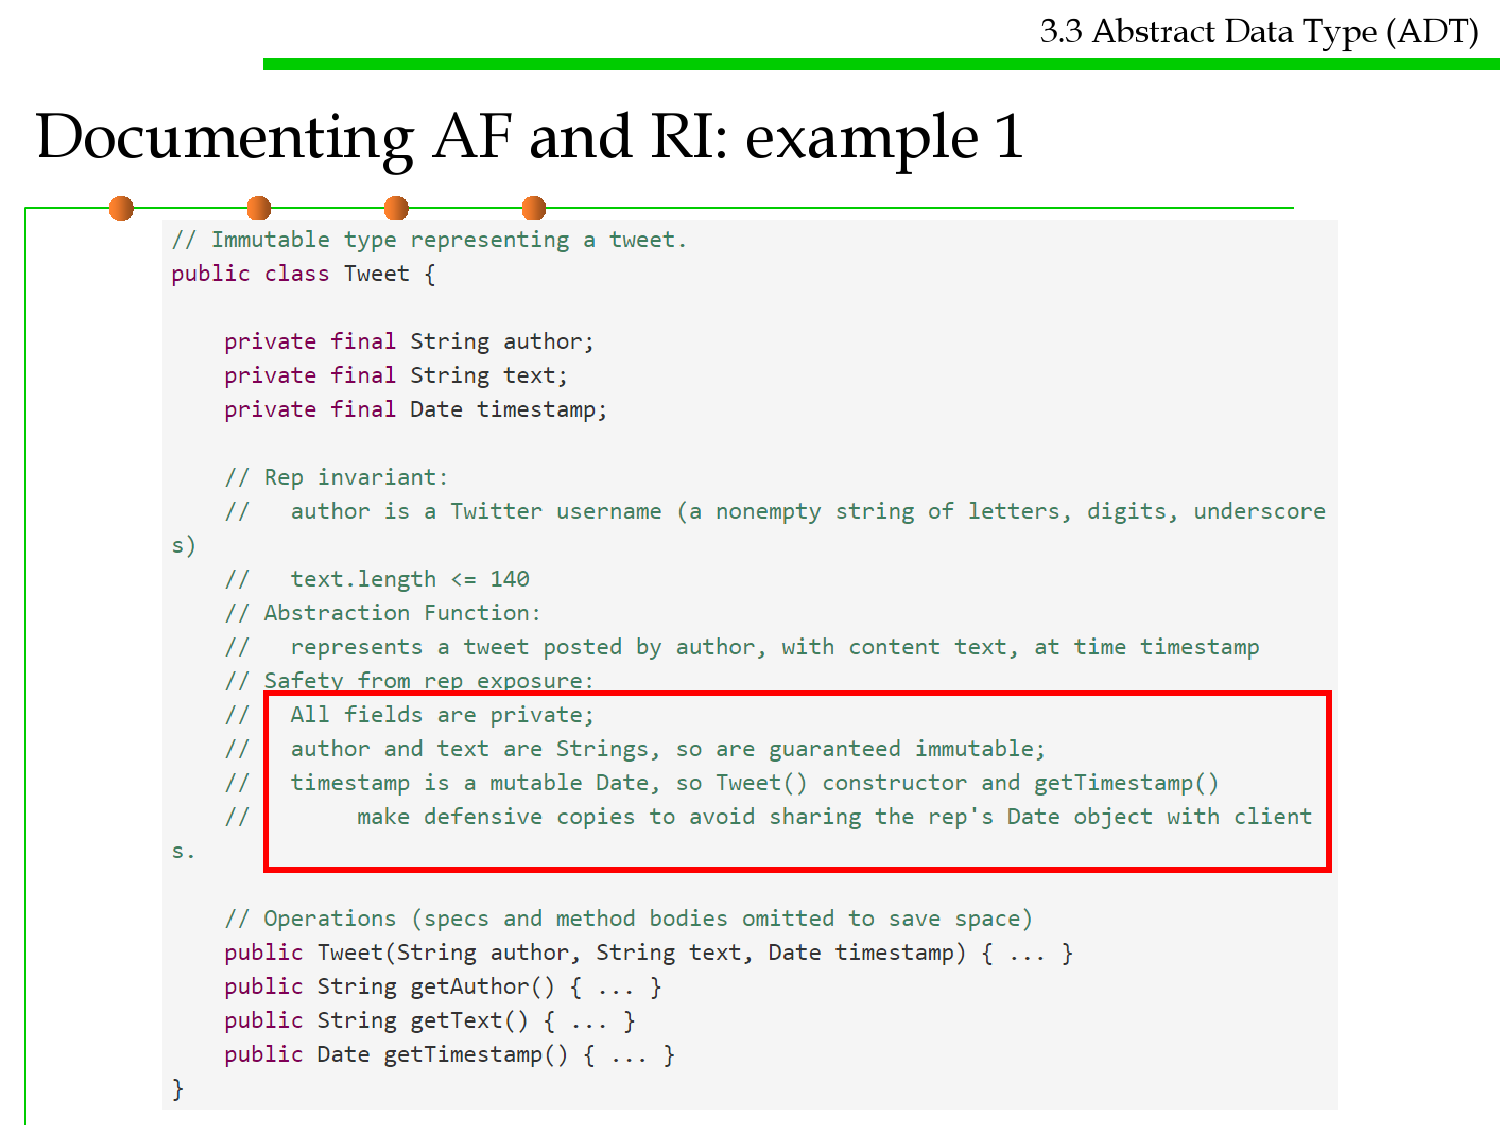 3.3 Abstract Data Type (ADT)
Documenting AF and RI: example 1
// Immutable type representing a tweet.
public class Tweet {
private final String author;
private final String text;
private final Date timestamp;
// Rep invariant:
//   author is a Twitter username (a nonempty string of letters, digits, underscore
s)
//   text.length <= 140
// Abstraction Function:
//   represents a tweet posted by author, with content text, at time timestamp
// Safety from rep exposure:
//   All fields are private;
//   author and text are Strings, so are guaranteed immutable;
//   timestamp is a mutable Date, so Tweet() constructor and getTimestamp()
//        make defensive copies to avoid sharing the rep's Date object with client
s.
// Operations (specs and method bodies omitted to save space)
public Tweet(String author, String text, Date timestamp) { ... }
public String getAuthor() { ... }
public String getText() { ... }
public Date getTimestamp() { ... }
}